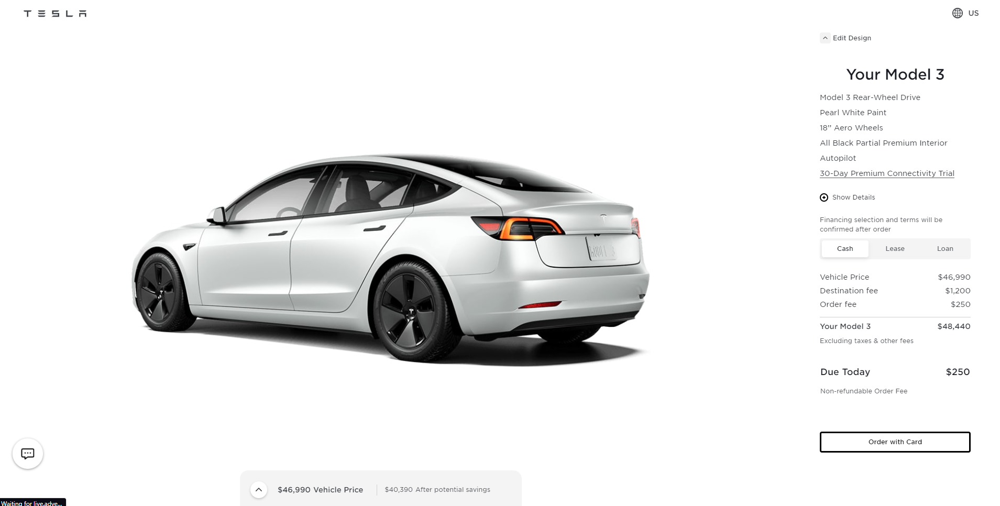 TESLA
US
Edit Design
Your Model 3
Model 3 Rear-Wheel Drive
Pearl White Paint
18’’ Aero Wheels
All Black Partial Premium Interior
Autopilot
30-Day Premium Connectivity Trial
Show Details
Financing selection and terms will be
confirmed after order
Cash Lease Loan
Vehicle Price $46,990
Destination fee $1,200
Order fee $250
Your Model 3 $48,440
Excluding taxes & other fees
Due Today $250
Non-refundable Order Fee
Order with Card
$46,990 Vehicle Price $40,390 After potential savings
Waiting for live.adve...